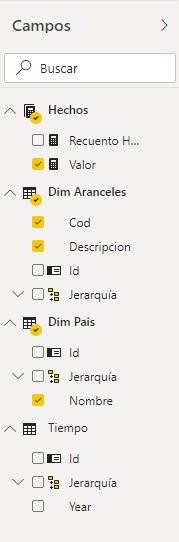 Campos
Buscar
Hechos
Recuento H...
Valor
Dim Aranceles
Cod
Descripcion
Id
Jerarquía
Dim Pais
Id
Jerarquía
Nombre
Tiempo
Id
Jerarquía
Year